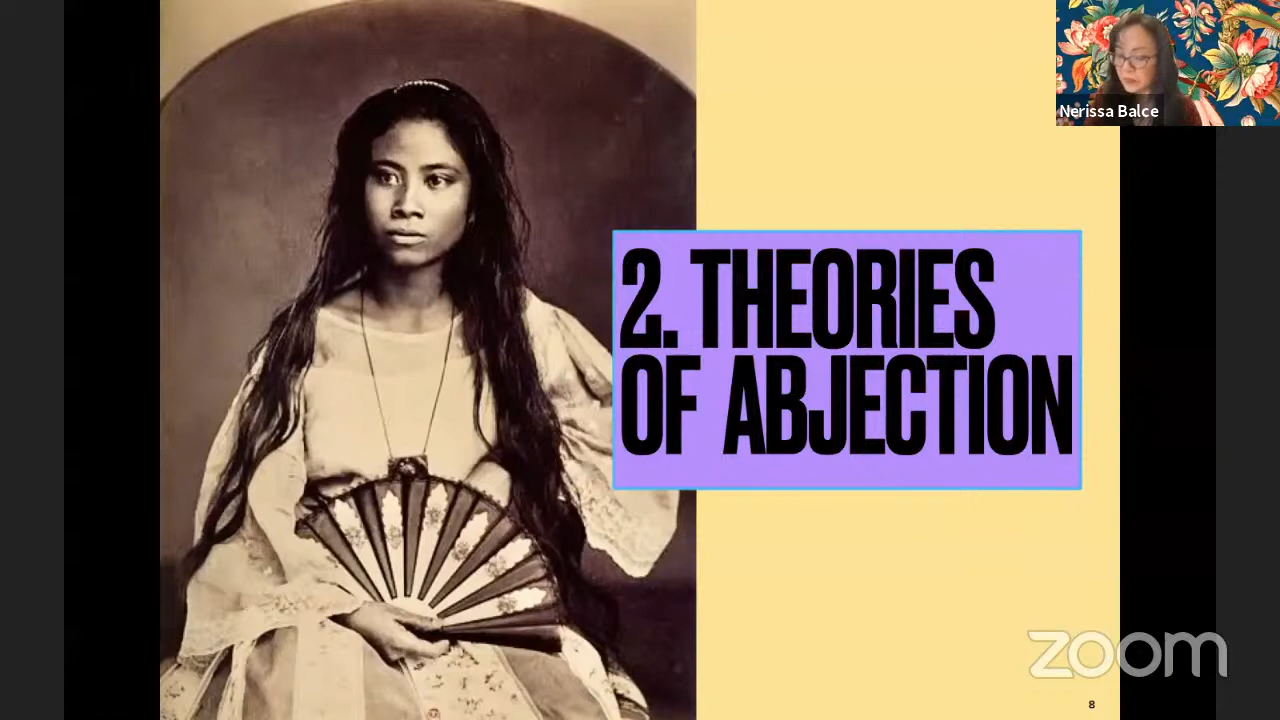 Nerissa Balce
2. THEORIES
OF ABJECTION
zoom
8